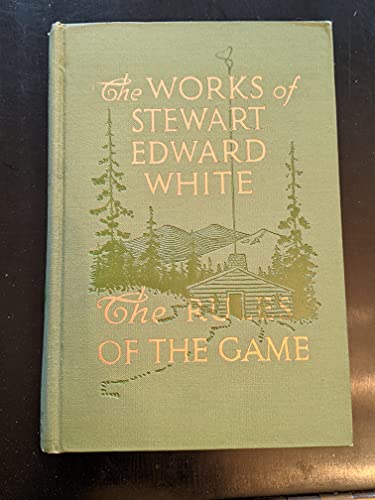 The WORKS of
STEWART
EDWARD
WHITE
The RULES
OF THE GAME